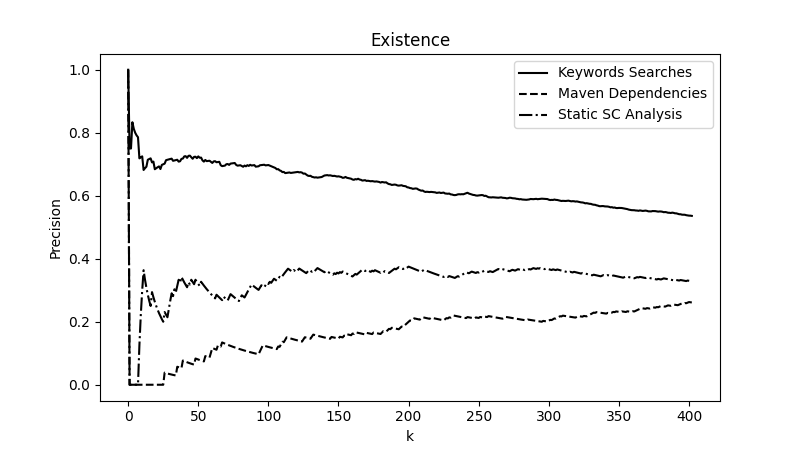 Existence
Keywords Searches
Maven Dependencies
Static SC Analysis
Precision
1.0
0.8
0.6
0.4
0.2
0.0
0 50 100 150 200 250 300 350 400
k